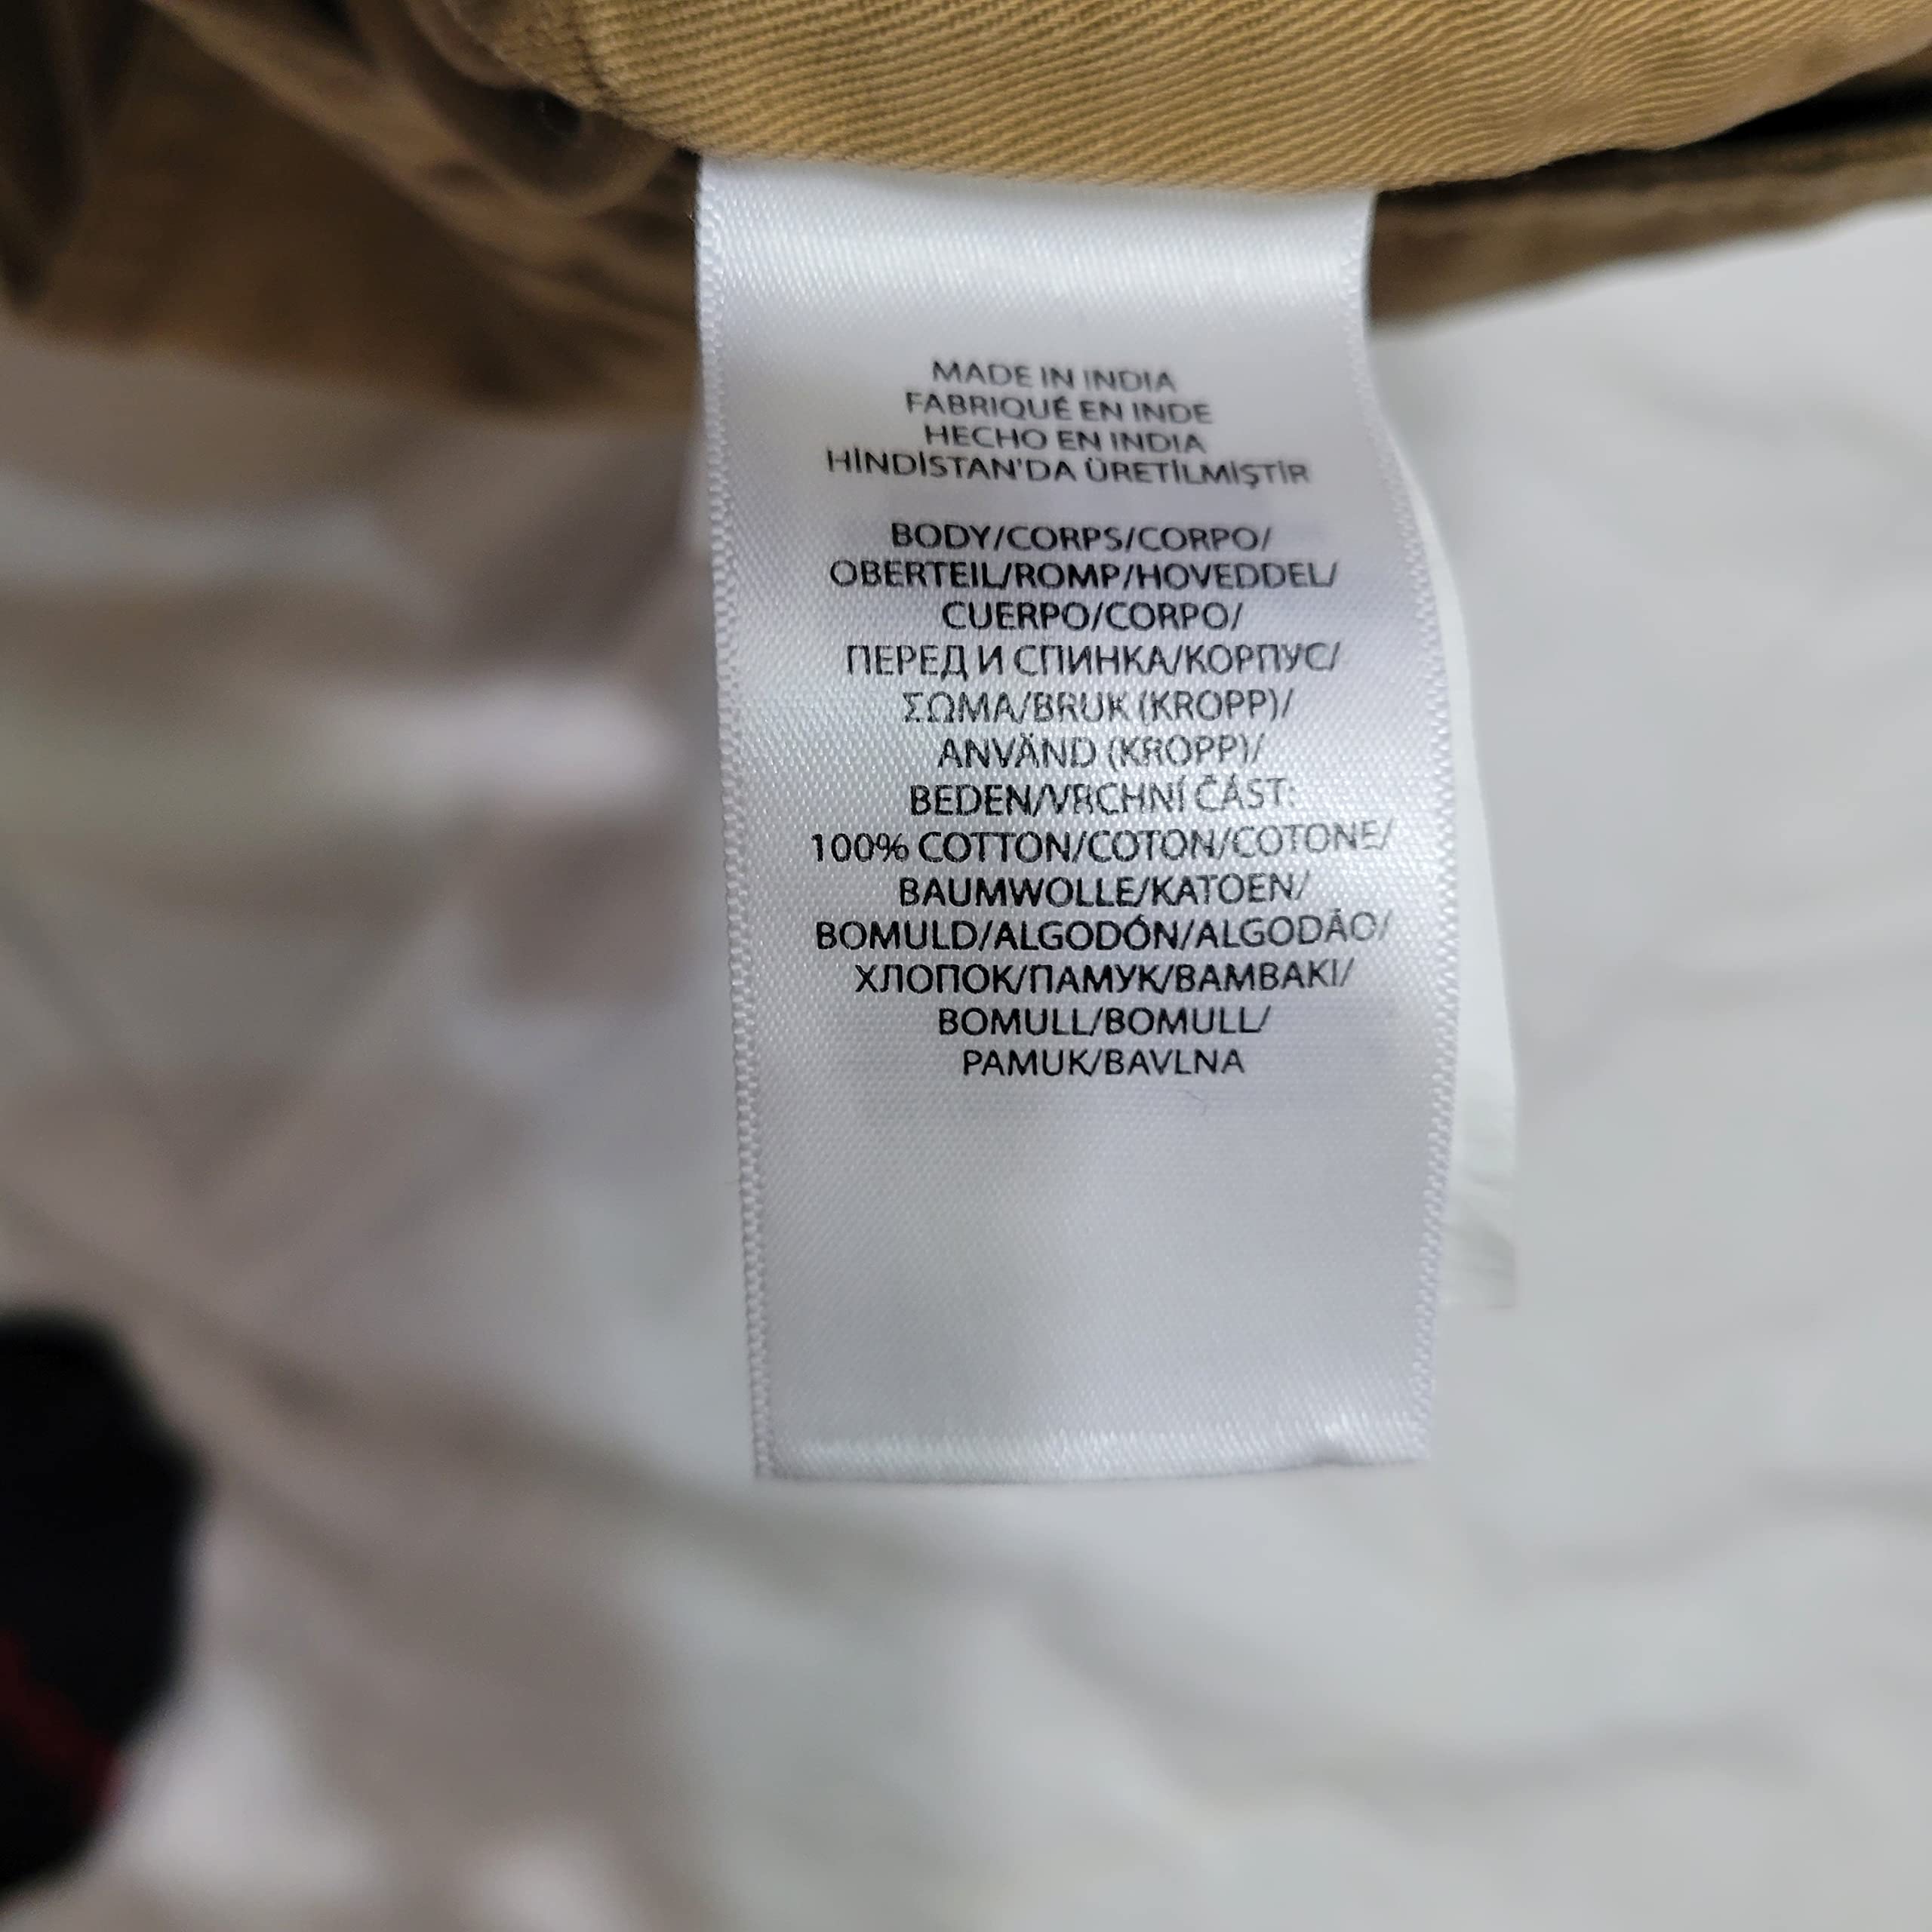 MADE IN INDIA
FABRIQUÉ EN INDE
HECHO EN INDIA
HİNDİSTAN'DA ÜRETİLMİŞTİR
BODY/CORPS/CORPO/
OBERTEIL/ROMP/HOVEDDEL/
CUERPO/CORPO/
ПЕРЕД И СПИНКА/КОРПУС/
ΣΩΜΑ/BRUK (KROPP)/
ANVÄND (KROPP)/
BEDEN/VRCHNÍ ČÁST:
100% COTTON/COTON/COTONE/
BAUMWOLLE/KATOEN/
BOMULD/ALGODÓN/ALGODÃO/
ХЛОПОК/ПАМУК/ΒΑΜΒΑΚΙ/
BOMULL/BOMULL/
PAMUK/BAVLNA